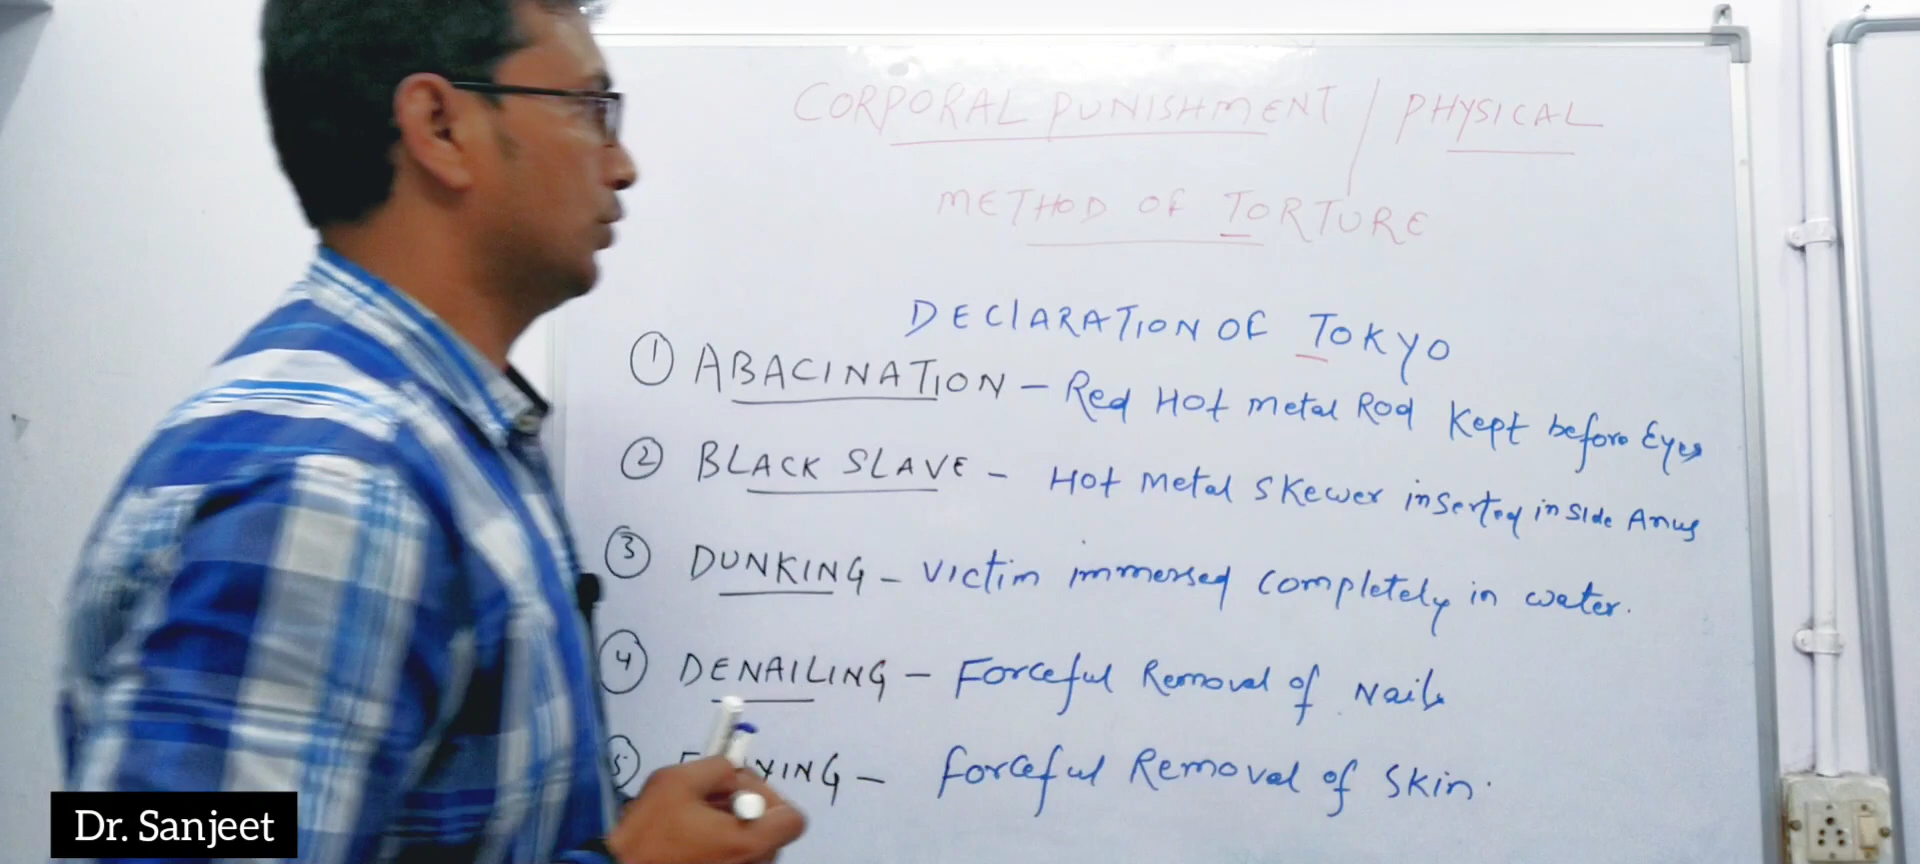 CORPORAL PUNISHMENT / PHYSICAL
METHOD OF TORTURE
DEClARATION OF TOKYO
① ABACINATION - Red Hot metal Rod Kept before Eyes
② BLACK SLAVE - Hot Metal Skewer inserted inside Anus
③ DUNKING - Victim immersed completely in water.
④ DENAILING - Forceful Removal of Nails
⑤ - Forceful Removal of Skin.
Dr. Sanjeet